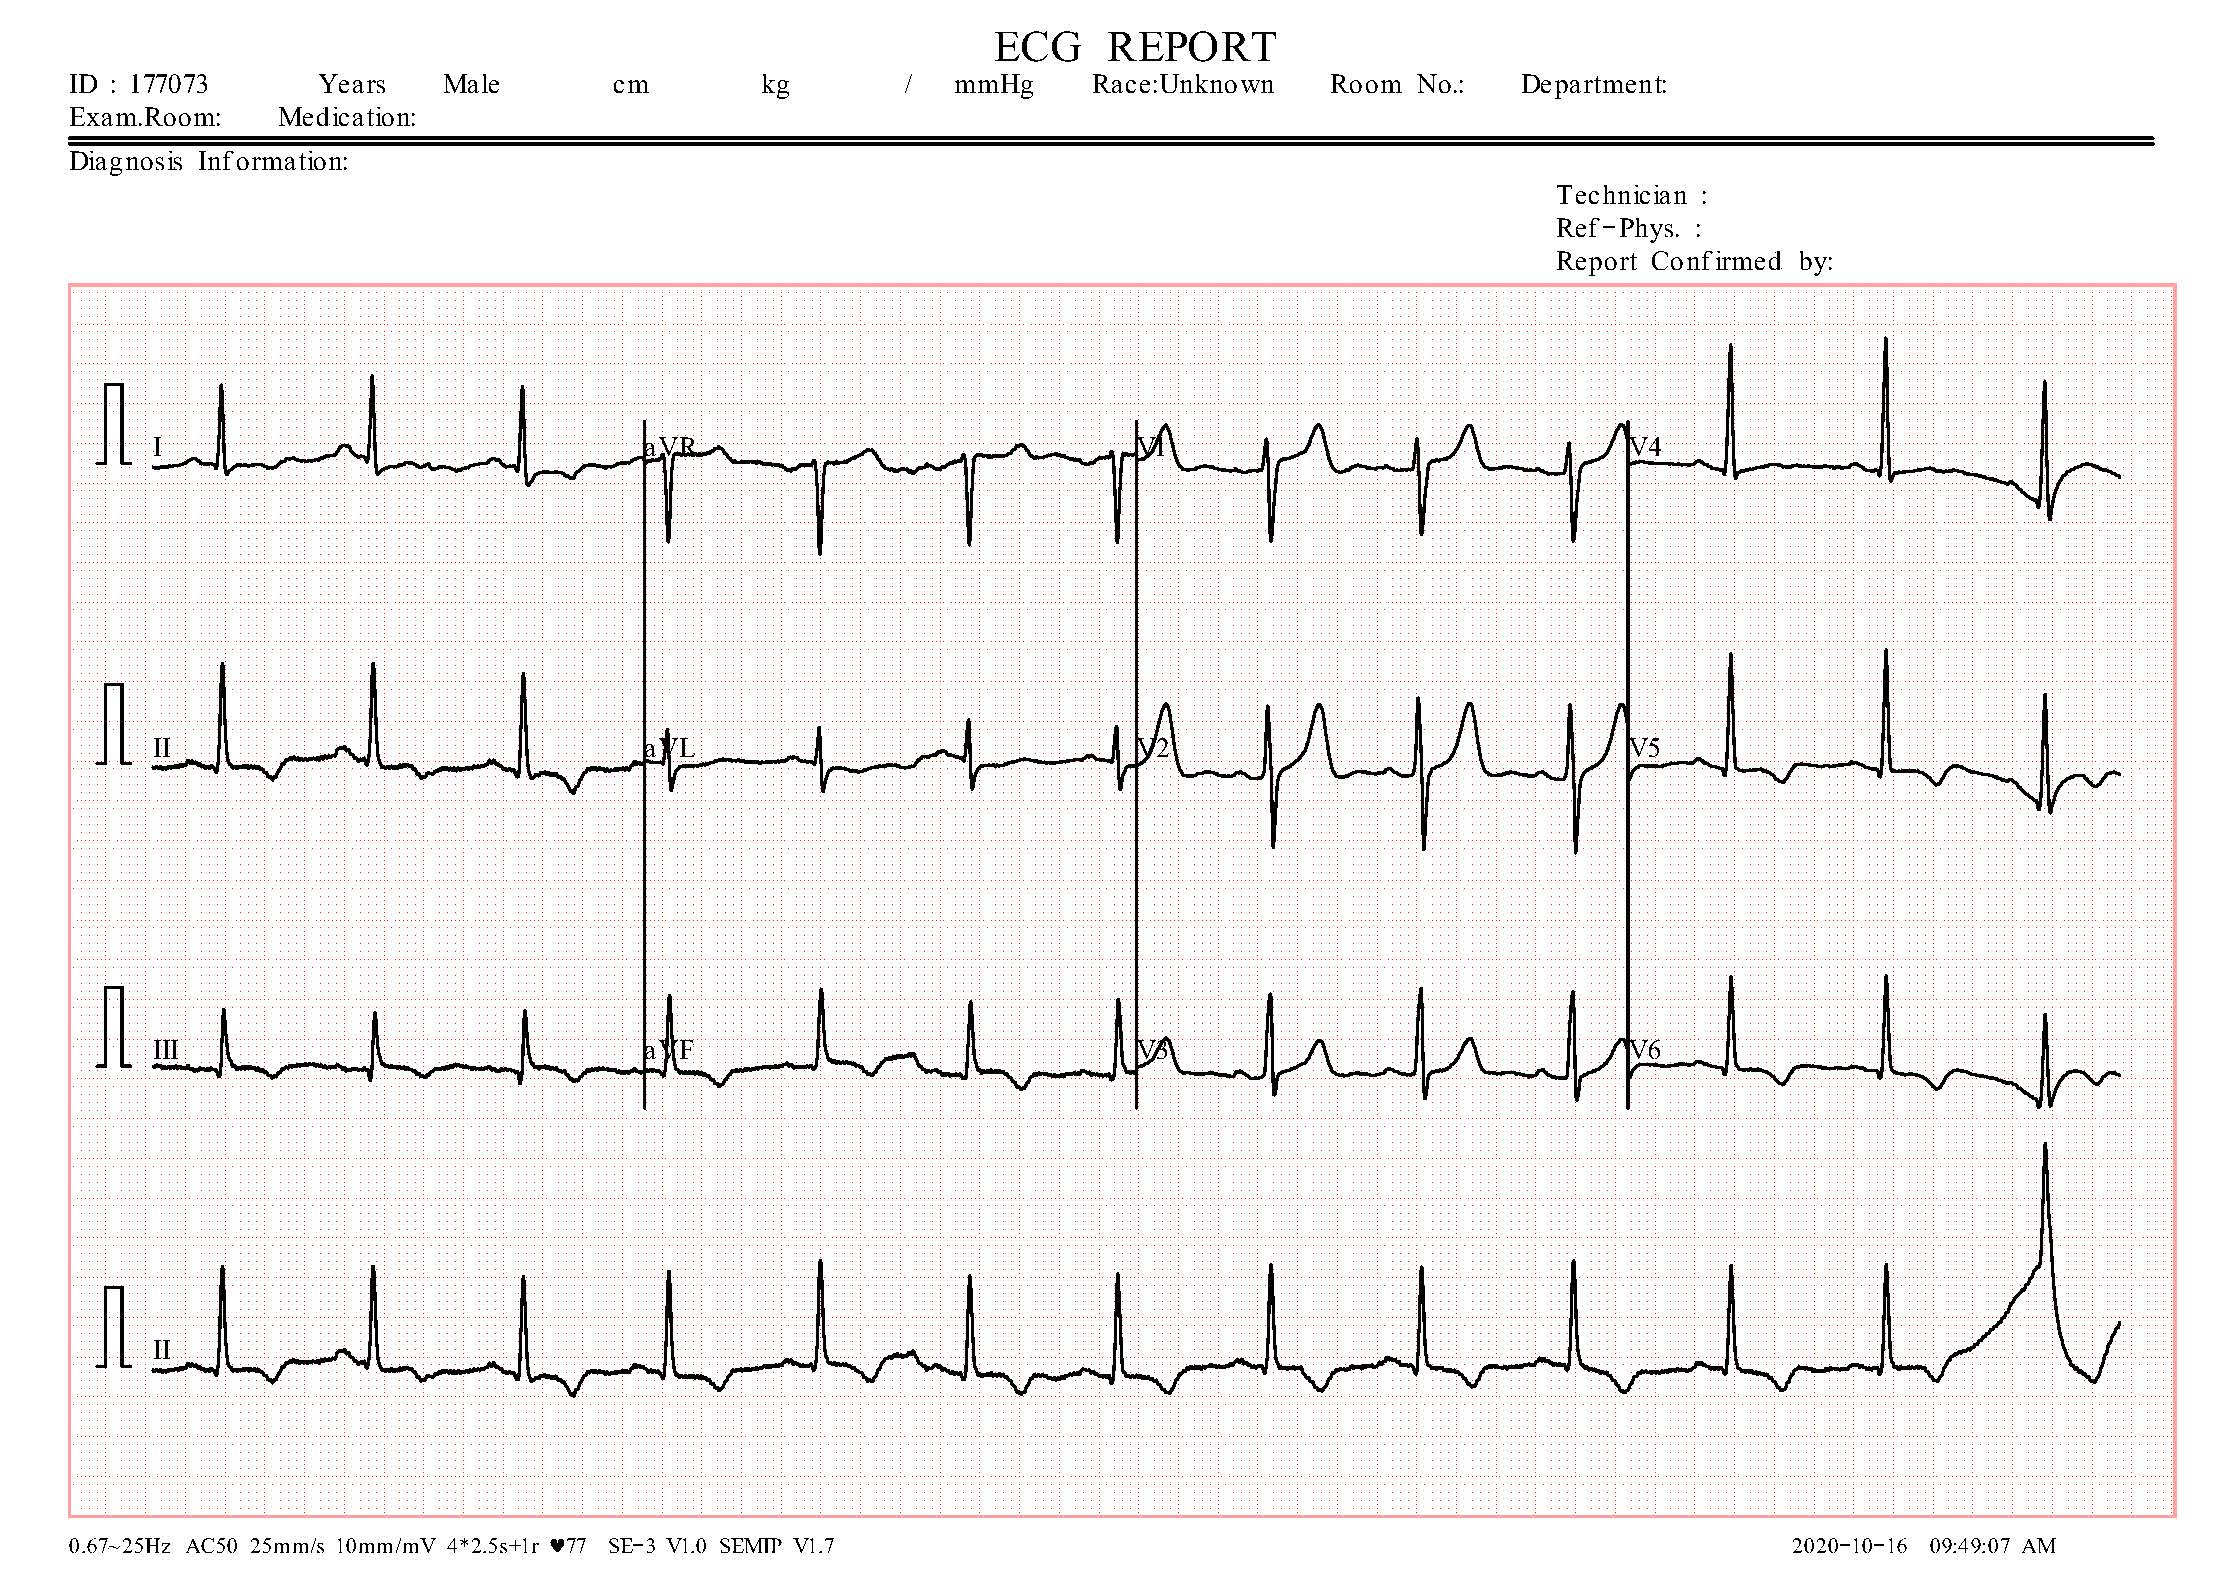 ECG REPORT
ID : 177073 Years Male cm kg / mmHg Race:Unknown Room No.: Department:
Exam.Room: Medication:
Diagnosis Information:
Technician :
Ref-Phys. :
Report Confirmed by:
I aVR V1 V4
II aVL V2 V5
III aVF V3 V6
II
0.67~25Hz AC50 25mm/s 10mm/mV 4*2.5s+1r ♥77 SE-3 V1.0 SEMIP V1.7 2020-10-16 09:49:07 AM